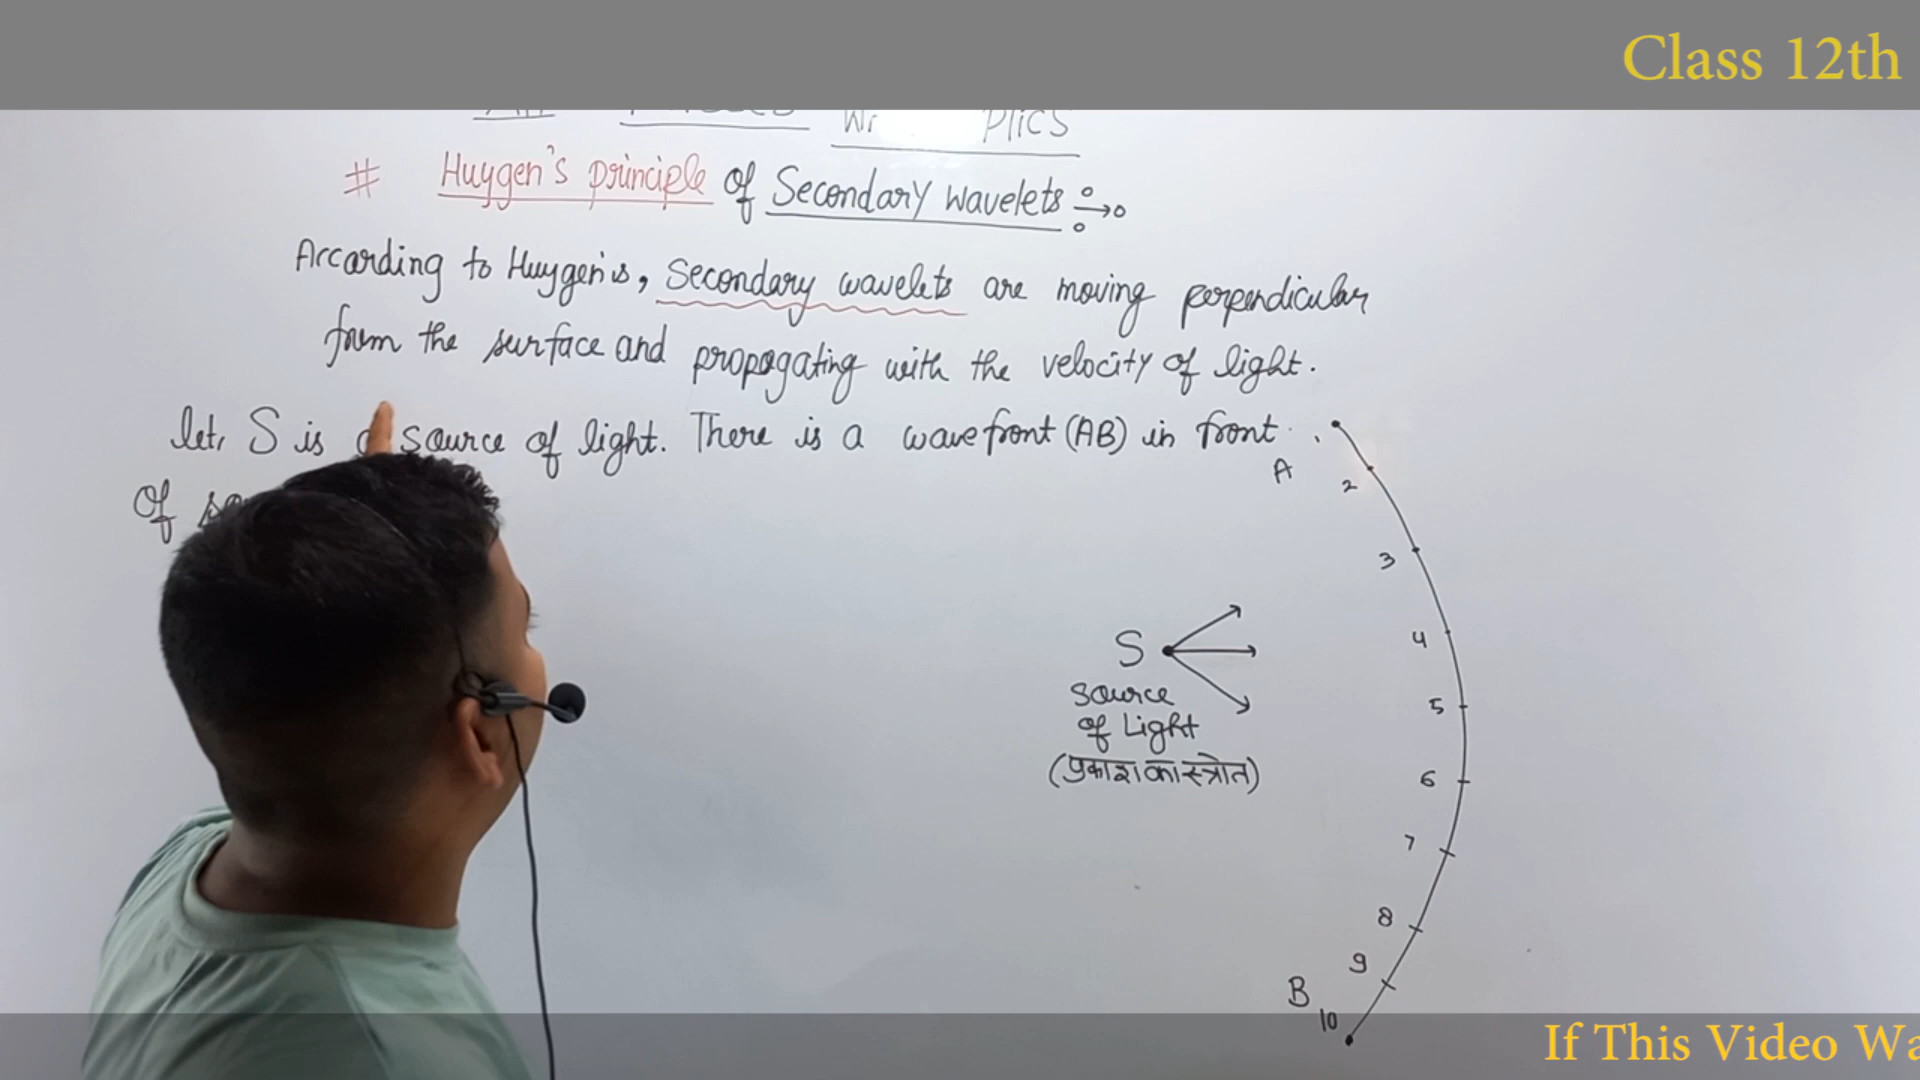 Class 12th
# Huygen's principle of Secondary wavelets
According to Huygen's, Secondary wavelets are moving perpendicular
from the surface and propagating with the velocity of light.
let, S is a source of light. There is a wavefront (AB) in front
of
A
2
3
4
S
source
of Light
(प्रकाश का स्त्रोत)
5
6
7
8
9
B
10
If This Video Wa